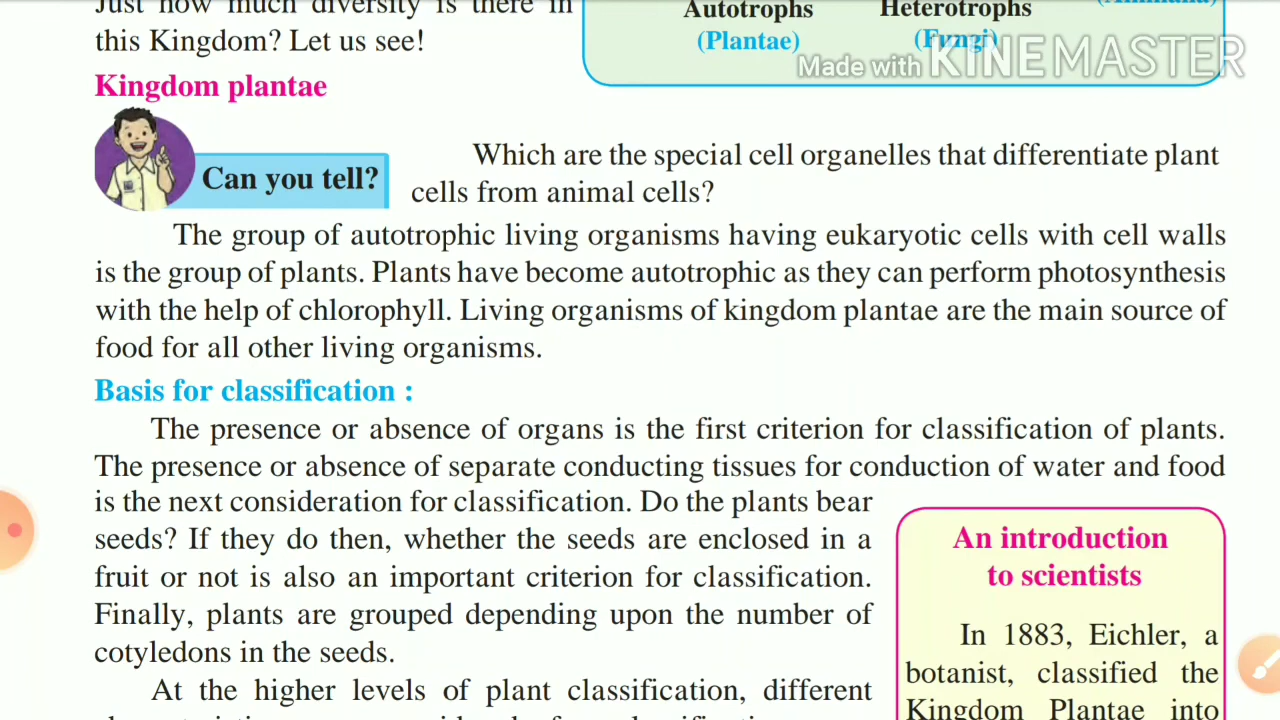 Just how much diversity is there in
this Kingdom? Let us see!
Autotrophs
(Plantae)
Heterotrophs
(Fungi)
(Animalia)
Made with KINEMASTER
Kingdom plantae
Can you tell?
Which are the special cell organelles that differentiate plant
cells from animal cells?
The group of autotrophic living organisms having eukaryotic cells with cell walls
is the group of plants. Plants have become autotrophic as they can perform photosynthesis
with the help of chlorophyll. Living organisms of kingdom plantae are the main source of
food for all other living organisms.
Basis for classification :
The presence or absence of organs is the first criterion for classification of plants.
The presence or absence of separate conducting tissues for conduction of water and food
is the next consideration for classification. Do the plants bear
seeds? If they do then, whether the seeds are enclosed in a
fruit or not is also an important criterion for classification.
Finally, plants are grouped depending upon the number of
cotyledons in the seeds.
At the higher levels of plant classification, different
An introduction
to scientists
In 1883, Eichler, a
botanist, classified the
Kingdom Plantae into